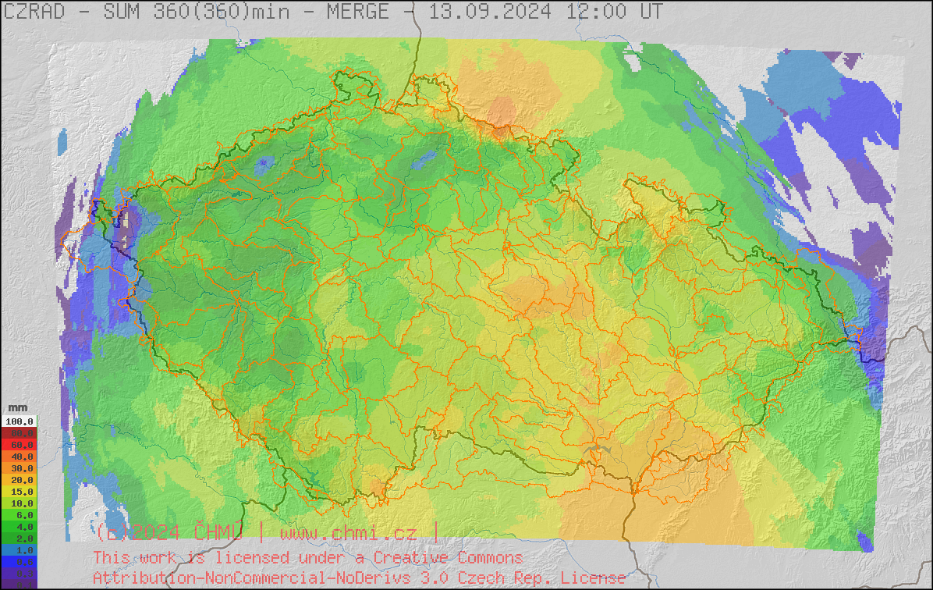 CZRAD - SUM 360(360)min - MERGE - 13.09.2024 12:00 UT
mm
100.0
80.0
60.0
40.0
30.0
20.0
15.0
10.0
6.0
4.0
2.0
1.0
(c)2024 ČHMÚ | www.chmi.cz |
This work is licensed under a Creative Commons
Attribution-NonCommercial-NoDerivs 3.0 Czech Rep. License